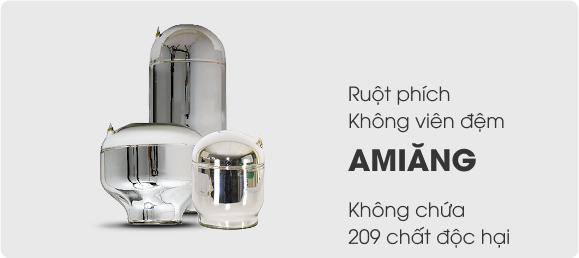 Ruột phích
Không viên đệm
AMIĂNG
Không chứa
209 chất độc hại